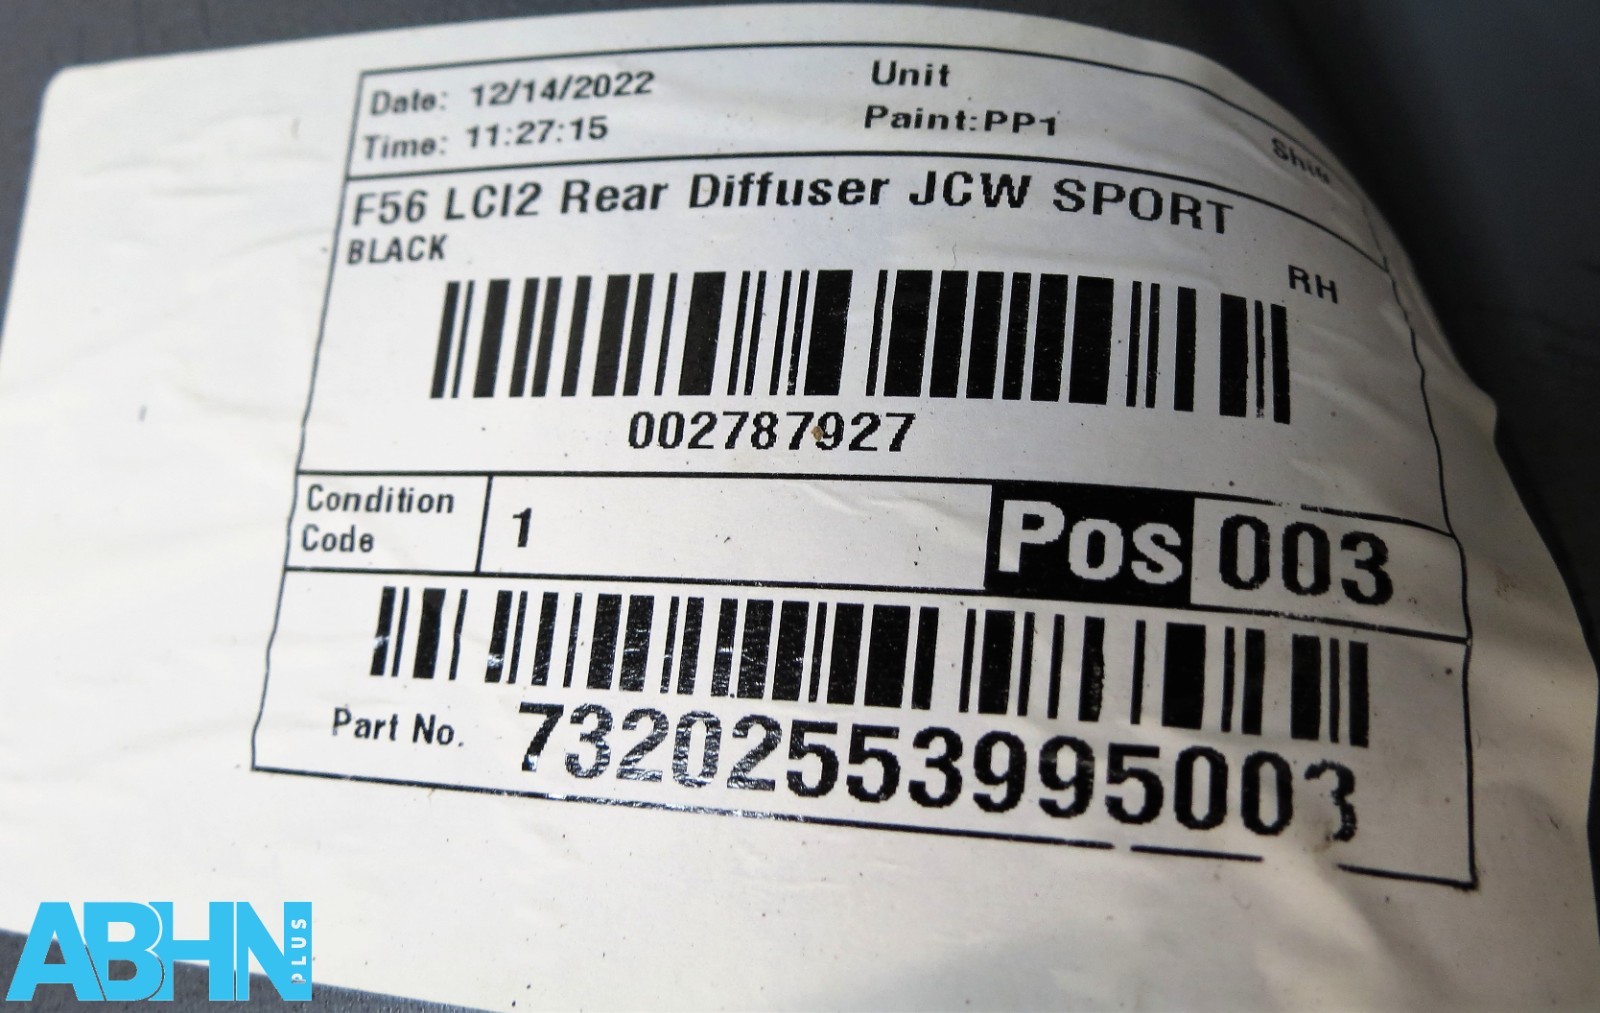 Date: 12/14/2022
Unit
Time: 11:27:15
Paint:PP1
F56 LCI2 Rear Diffuser JCW SPORT
BLACK
RH
002787927
Condition
Code
1
Pos 003
Part No. 73202553995003
ABHN PLUS